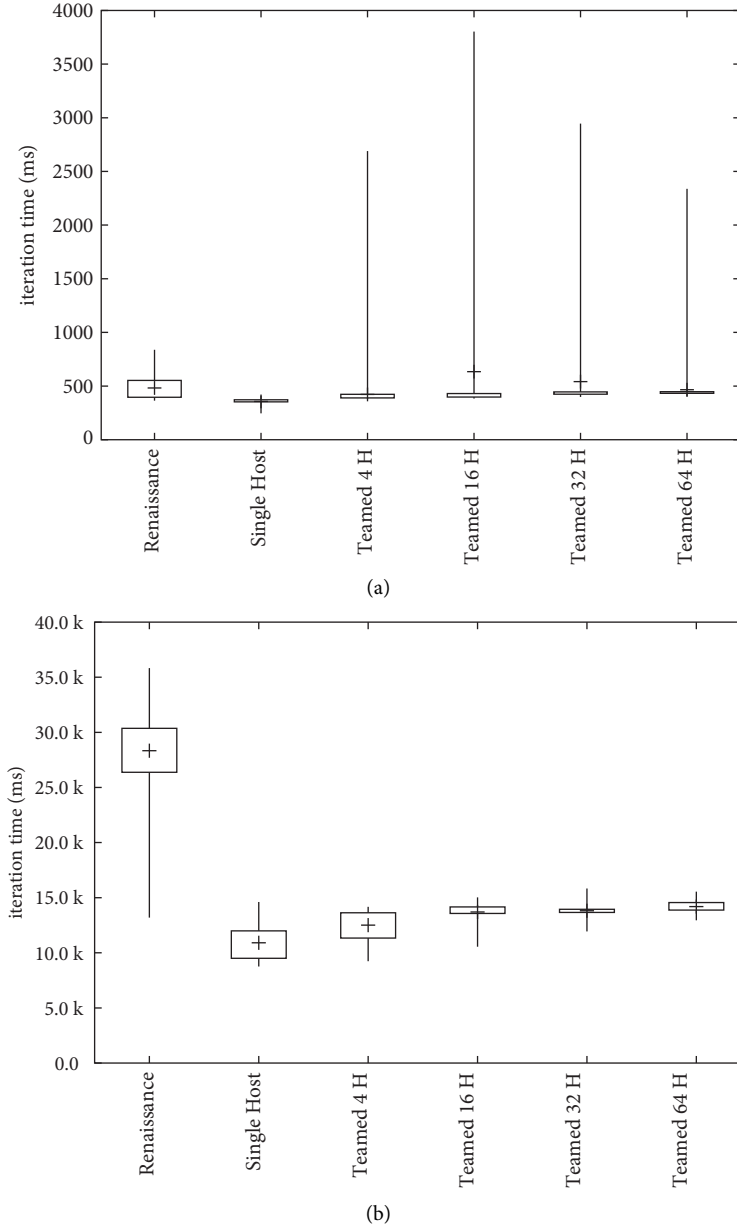 4000
3500
3000
2500
2000
1500
1000
500
0
iteration time (ms)
Renaissance
Single Host
Teamed 4 H
Teamed 16 H
Teamed 32 H
Teamed 64 H
(a)
40.0 k
35.0 k
30.0 k
25.0 k
20.0 k
15.0 k
10.0 k
5.0 k
0.0
iteration time (ms)
Renaissance
Single Host
Teamed 4 H
Teamed 16 H
Teamed 32 H
Teamed 64 H
(b)